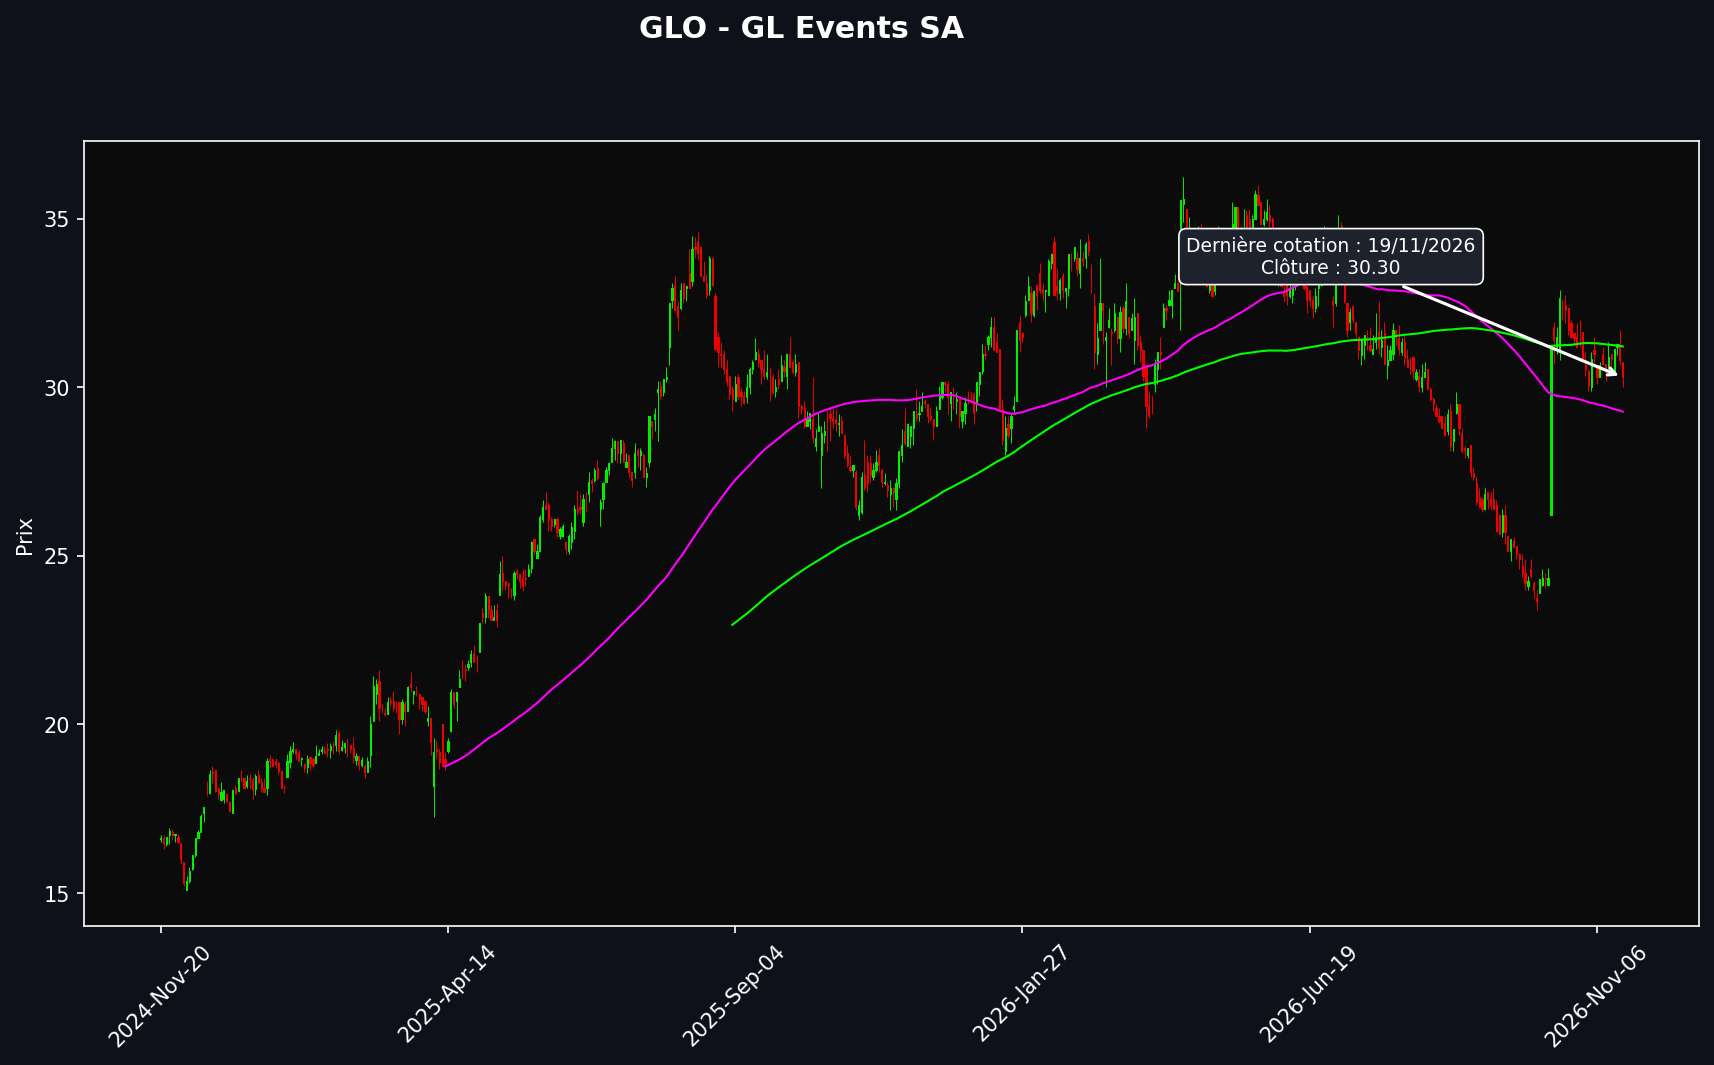 GLO - GL Events SA
Dernière cotation : 19/11/2026
Clôture : 30.30
Prix
35
30
25
20
15
2024-Nov-20
2025-Apr-14
2025-Sep-04
2026-Jan-27
2026-Jun-19
2026-Nov-06